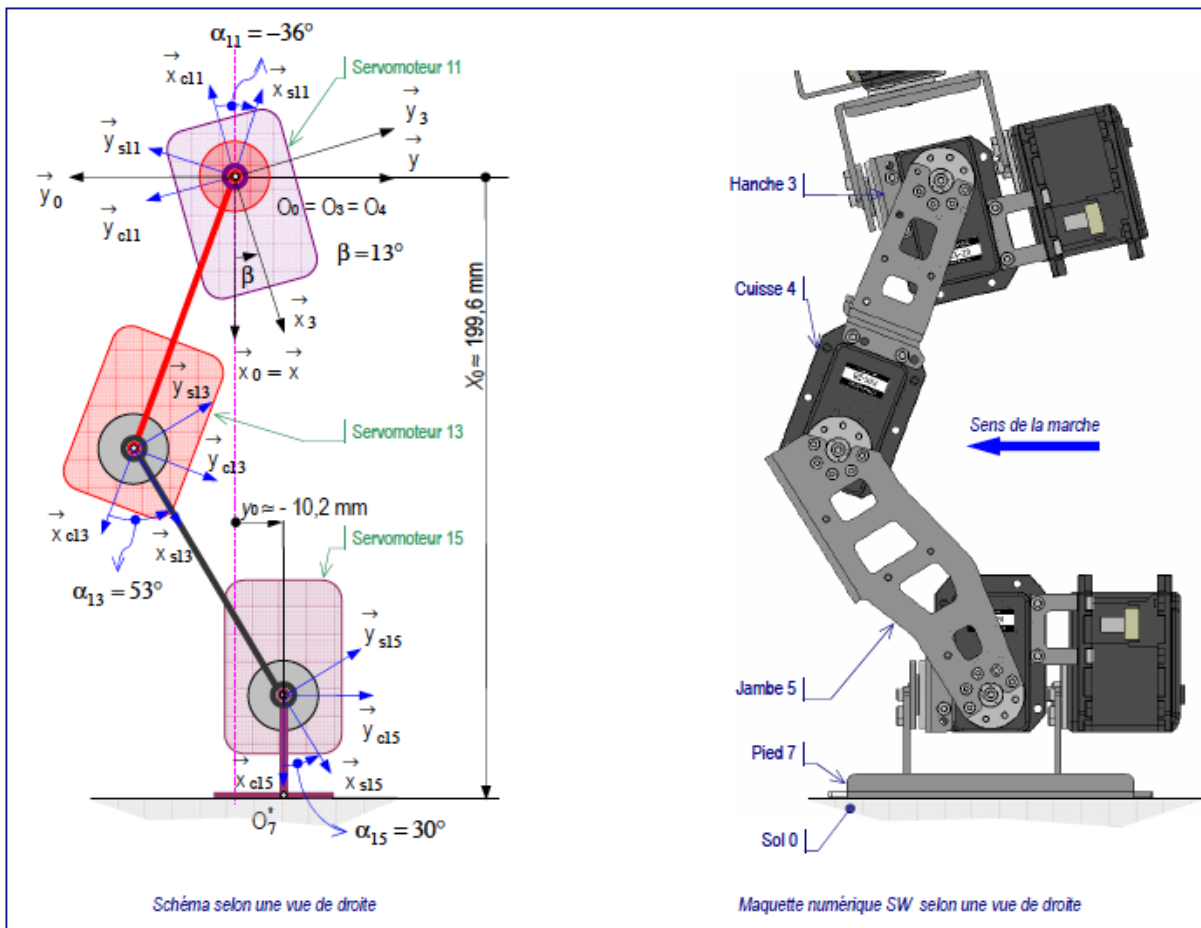 α11 = –36°
x c11
x s11
Servomoteur 11
y 3
y s11
y
y 0
y c11
O0 = O3 = O4
β = 13°
β
x 3
x 0 = x
X0 ≈ 199,6 mm
y s13
Servomoteur 13
y c13
y0 ≈ - 10,2 mm
x c13
x s13
Servomoteur 15
α13 = 53°
y s15
y c15
x c15
x s15
O*7
α15 = 30°
Schéma selon une vue de droite
Hanche 3
Cuisse 4
Sens de la marche
Jambe 5
Pied 7
Sol 0
Maquette numérique SW selon une vue de droite